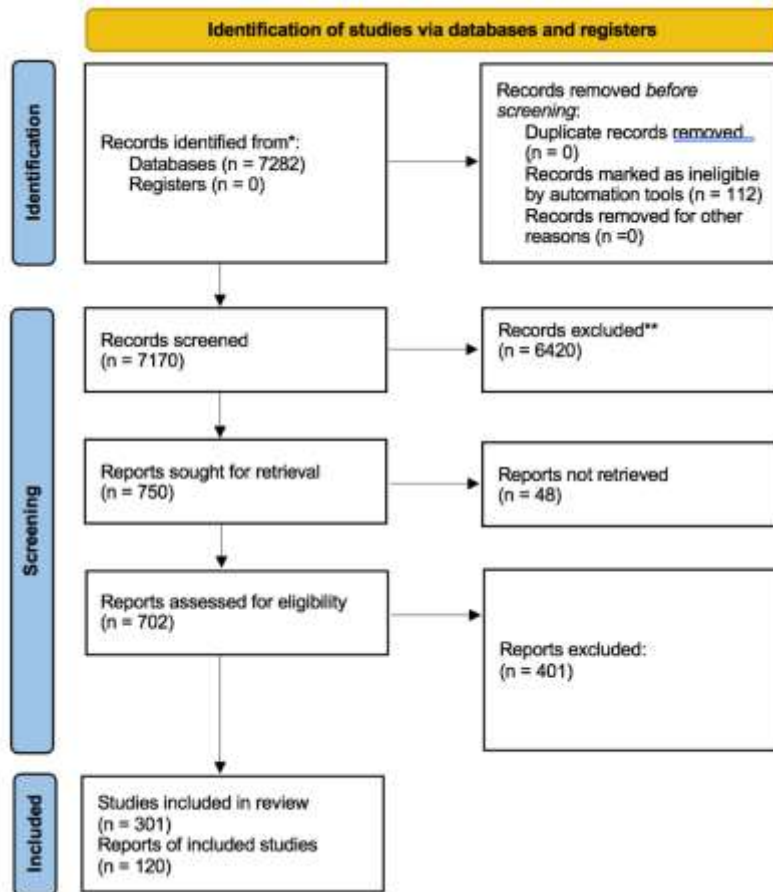 Identification of studies via databases and registers
Identification
Records identified from*:
Databases (n = 7282)
Registers (n = 0)
Records removed before
screening:
Duplicate records removed
(n = 0)
Records marked as ineligible
by automation tools (n = 112)
Records removed for other
reasons (n =0)
Screening
Records screened
(n = 7170)
Records excluded**
(n = 6420)
Reports sought for retrieval
(n = 750)
Reports not retrieved
(n = 48)
Reports assessed for eligibility
(n = 702)
Reports excluded:
(n = 401)
Included
Studies included in review
(n = 301)
Reports of included studies
(n = 120)